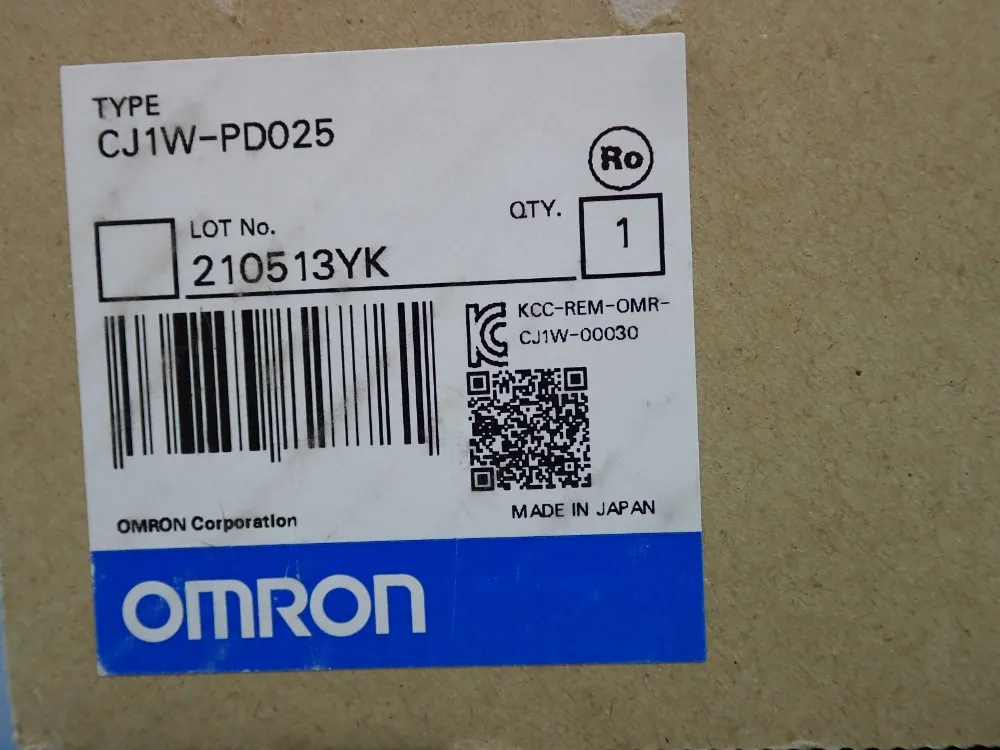 TYPE
CJ1W-PD025
Ro
LOT No.
QTY.
1
210513YK
KCC-REM-OMR-
CJ1W-00030
MADE IN JAPAN
OMRON Corporation
OMRON